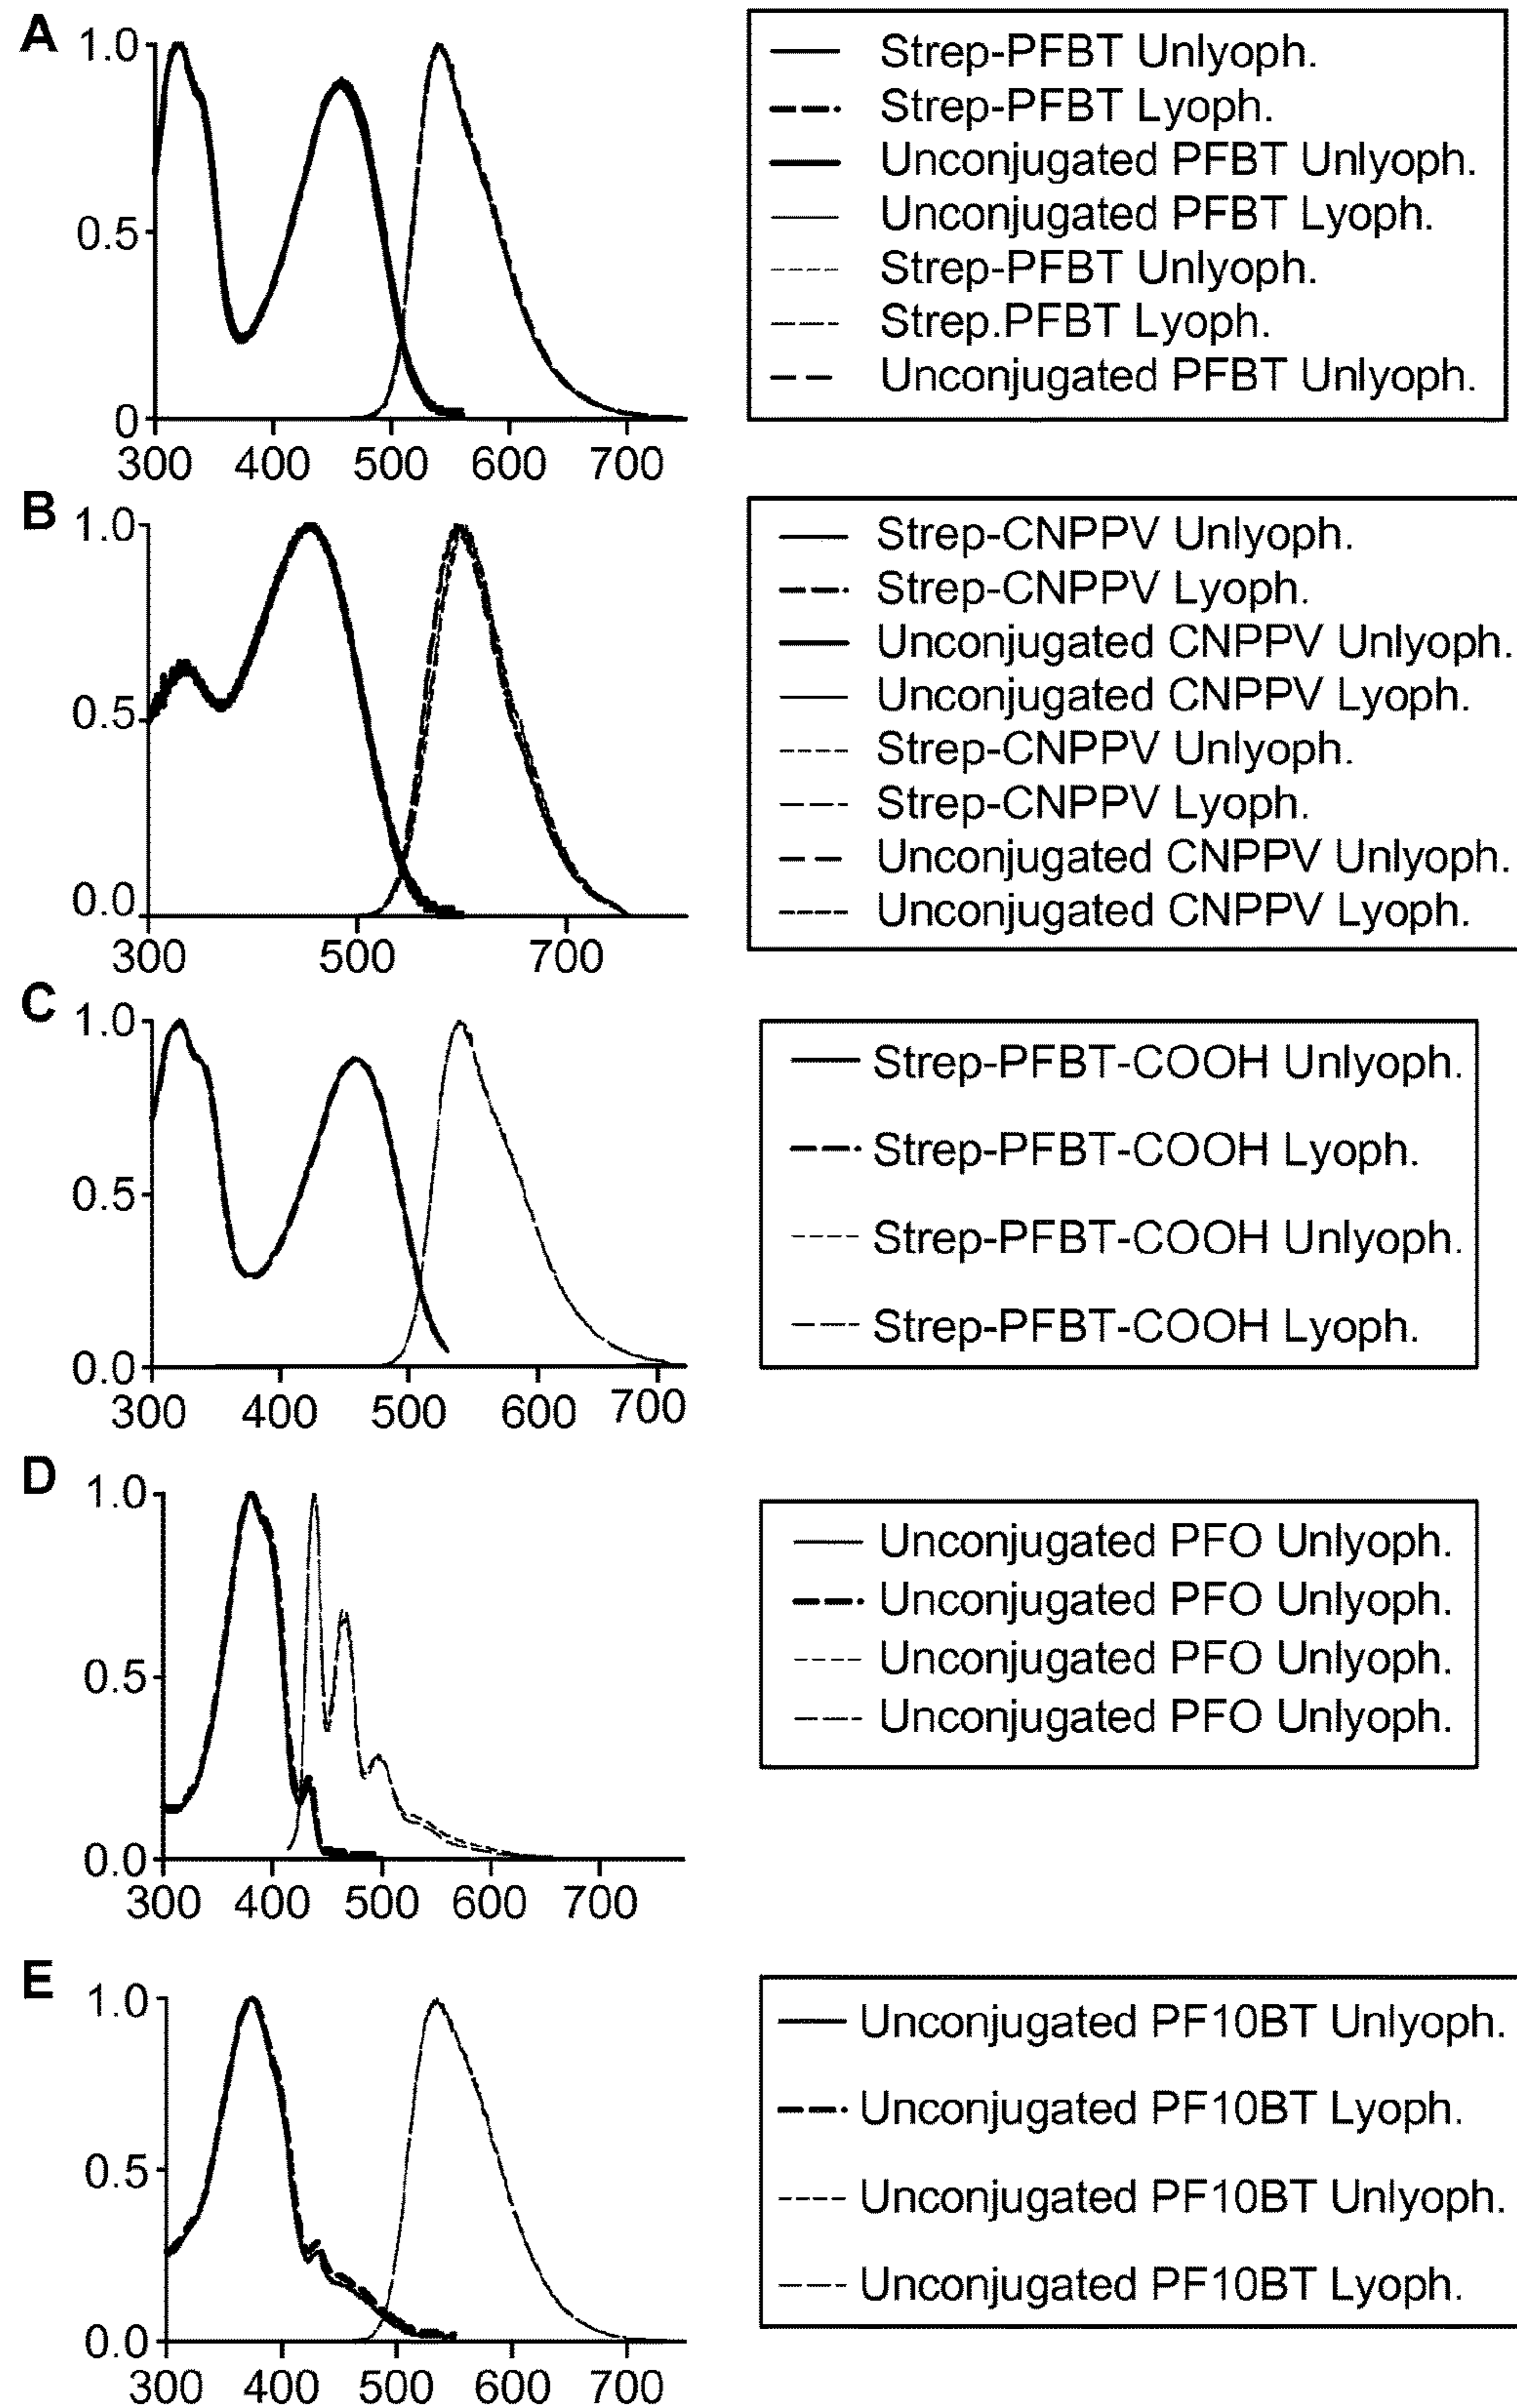 A
1.0
0.5
0
300 400 500 600 700
Strep-PFBT Unlyoph.
Strep-PFBT Lyoph.
Unconjugated PFBT Unlyoph.
Unconjugated PFBT Lyoph.
Strep-PFBT Unlyoph.
Strep.PFBT Lyoph.
Unconjugated PFBT Unlyoph.
B
1.0
0.5
0.0
300 500 700
Strep-CNPPV Unlyoph.
Strep-CNPPV Lyoph.
Unconjugated CNPPV Unlyoph.
Unconjugated CNPPV Lyoph.
Strep-CNPPV Unlyoph.
Strep-CNPPV Lyoph.
Unconjugated CNPPV Unlyoph.
Unconjugated CNPPV Lyoph.
C
1.0
0.5
0.0
300 400 500 600 700
Strep-PFBT-COOH Unlyoph.
Strep-PFBT-COOH Lyoph.
Strep-PFBT-COOH Unlyoph.
Strep-PFBT-COOH Lyoph.
D
1.0
0.5
0.0
300 400 500 600 700
Unconjugated PFO Unlyoph.
Unconjugated PFO Unlyoph.
Unconjugated PFO Unlyoph.
Unconjugated PFO Unlyoph.
E
1.0
0.5
0.0
300 400 500 600 700
Unconjugated PF10BT Unlyoph.
Unconjugated PF10BT Lyoph.
Unconjugated PF10BT Unlyoph.
Unconjugated PF10BT Lyoph.